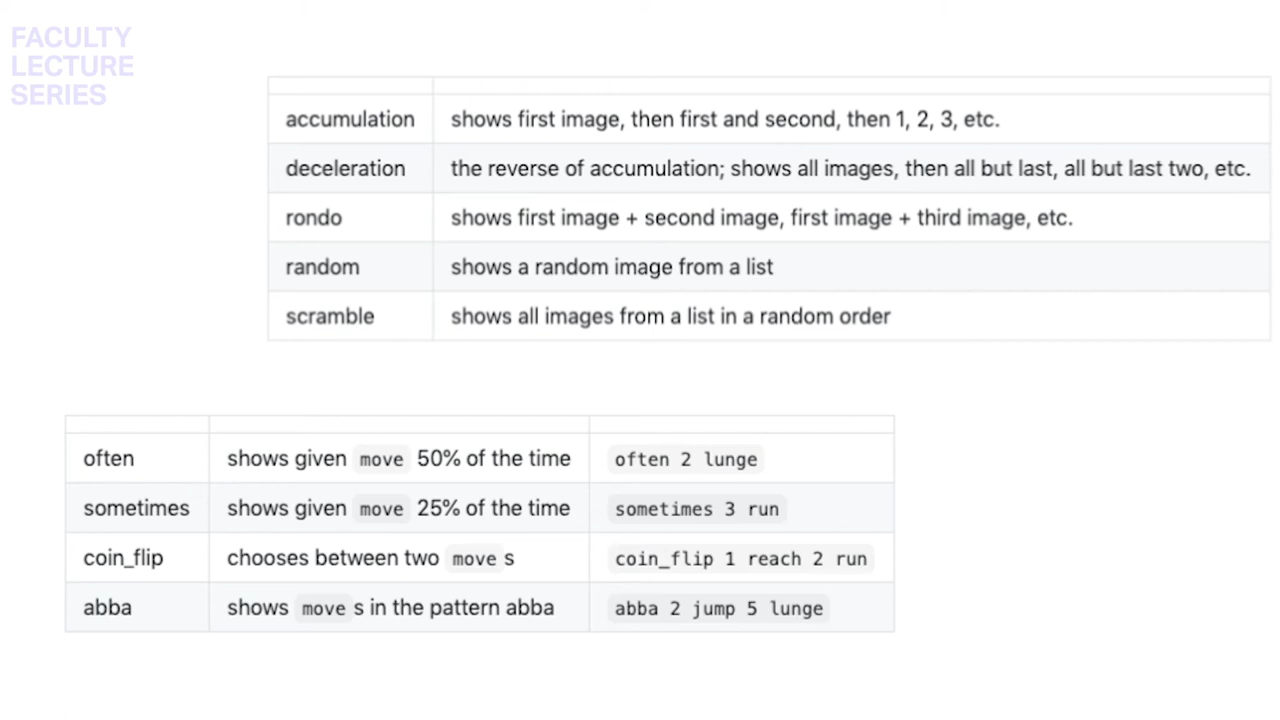 FACULTY
LECTURE
SERIES
accumulation shows first image, then first and second, then 1, 2, 3, etc.
deceleration the reverse of accumulation; shows all images, then all but last, all but last two, etc.
rondo shows first image + second image, first image + third image, etc.
random shows a random image from a list
scramble shows all images from a list in a random order
often shows given move 50% of the time often 2 lunge
sometimes shows given move 25% of the time sometimes 3 run
coin_flip chooses between two move s coin_flip 1 reach 2 run
abba shows move s in the pattern abba abba 2 jump 5 lunge